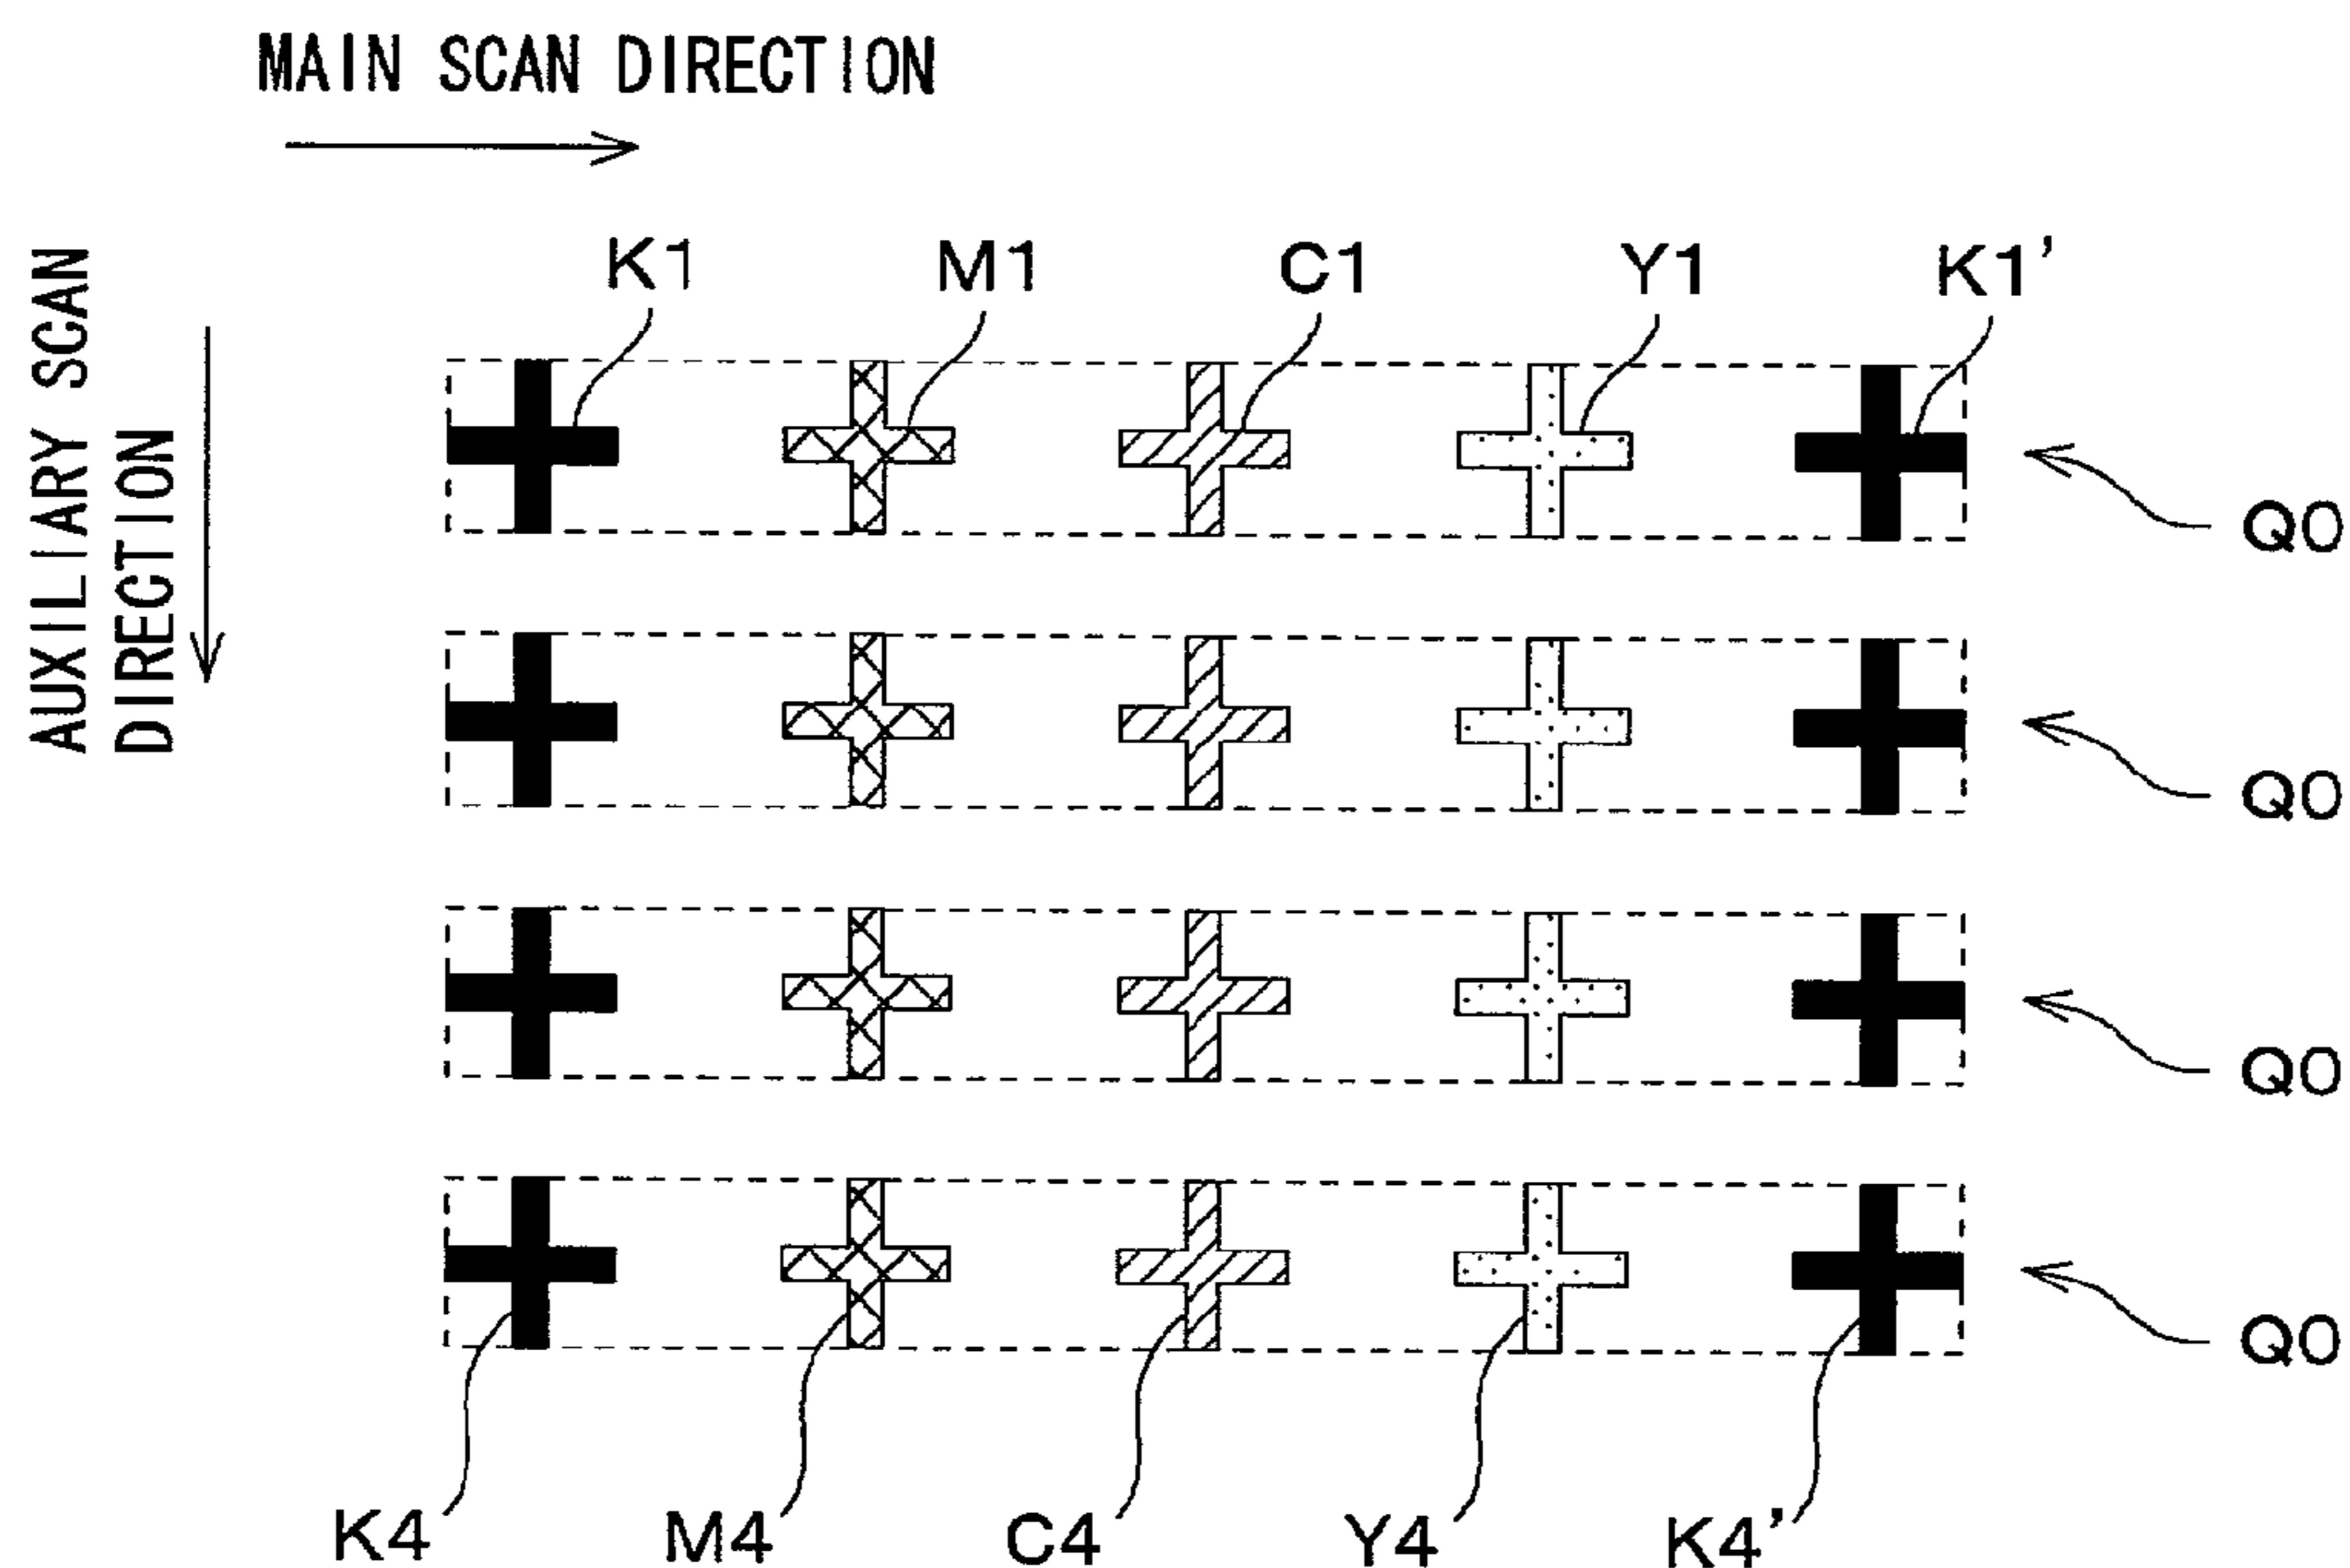 MAIN SCAN DIRECTION
AUXILIARY SCAN
DIRECTION
K1 M1 C1 Y1 K1'
Q0
Q0
Q0
Q0
K4 M4 C4 Y4 K4'